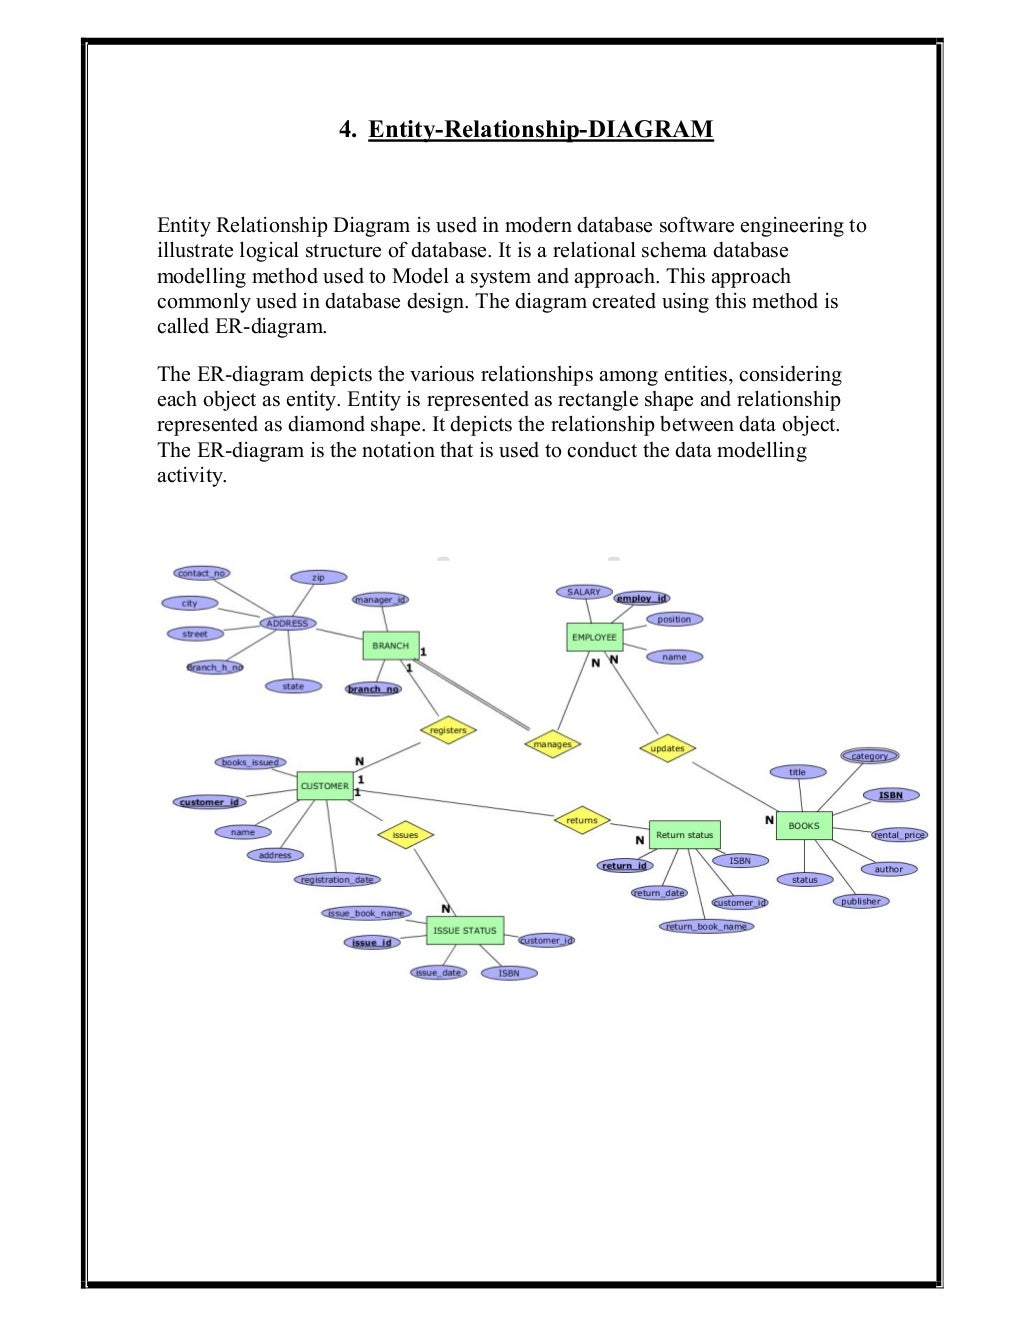 4. Entity-Relationship-DIAGRAM
Entity Relationship Diagram is used in modern database software engineering to
illustrate logical structure of database. It is a relational schema database
modelling method used to Model a system and approach. This approach
commonly used in database design. The diagram created using this method is
called ER-diagram.
The ER-diagram depicts the various relationships among entities, considering
each object as entity. Entity is represented as rectangle shape and relationship
represented as diamond shape. It depicts the relationship between data object.
The ER-diagram is the notation that is used to conduct the data modelling
activity.
contact_no
zip
city
manager_id
ADDRESS
street
BRANCH
1
1
Branch_h_no
state
branch_no
SALARY
employ_id
position
EMPLOYEE
name
N
N
registers
manages
updates
books_issued
N
CUSTOMER
1
1
customer_id
name
address
registration_date
issues
returns
N
Return status
return_id
ISBN
return_date
customer_id
return_book_name
category
title
ISBN
N
BOOKS
rental_price
author
status
publisher
N
issue_book_name
ISSUE STATUS
issue_id
customer_id
issue_date
ISBN